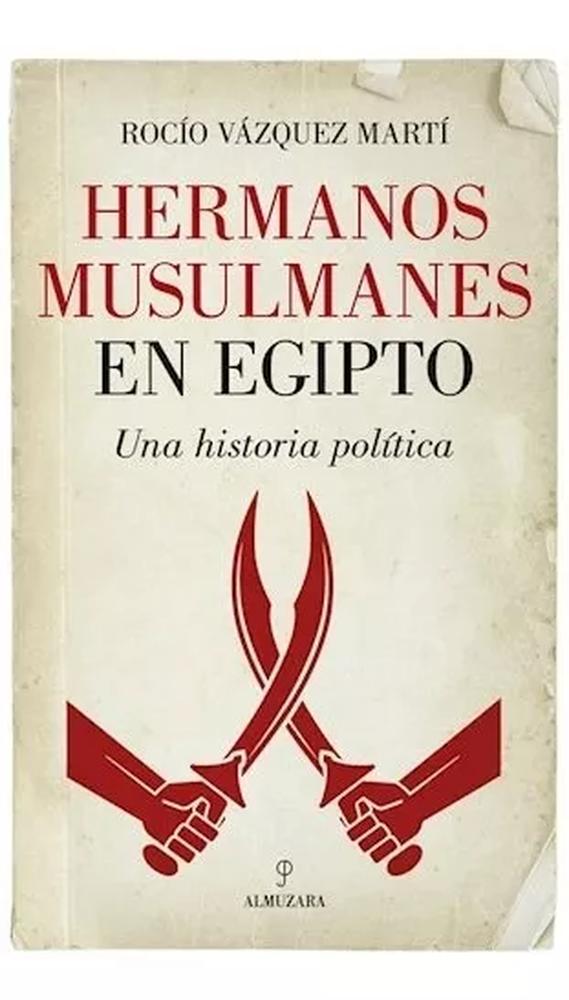 ROCÍO VÁZQUEZ MARTÍ
HERMANOS
MUSULMANES
EN EGIPTO
Una historia política
ALMUZARA